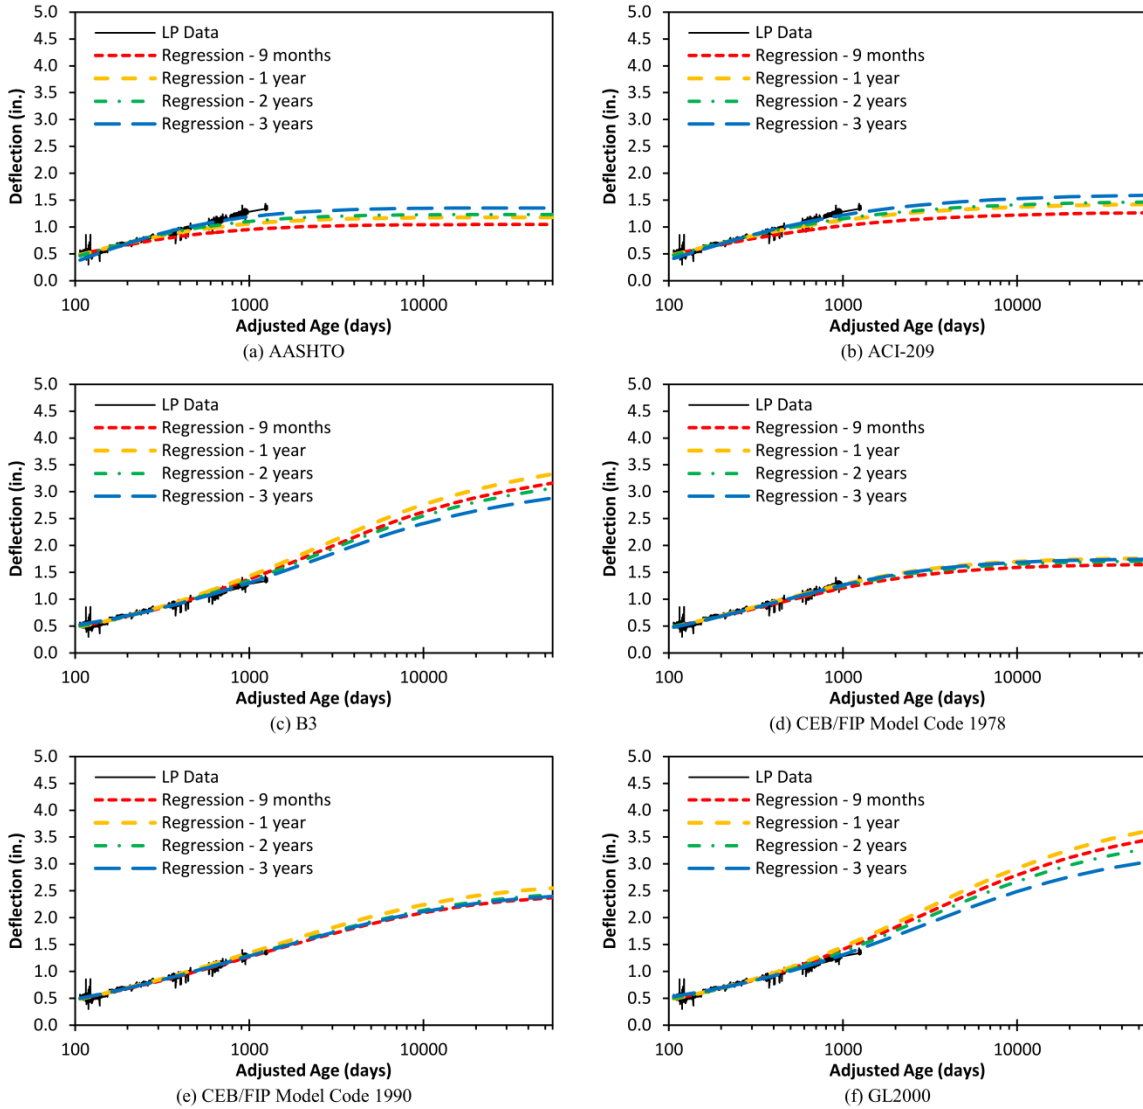 5.0
4.5
4.0
3.5
3.0
2.5
2.0
1.5
1.0
0.5
0.0
Deflection (in.)
LP Data
Regression - 9 months
Regression - 1 year
Regression - 2 years
Regression - 3 years
100 1000 10000
Adjusted Age (days)
(a) AASHTO
5.0
4.5
4.0
3.5
3.0
2.5
2.0
1.5
1.0
0.5
0.0
Deflection (in.)
LP Data
Regression - 9 months
Regression - 1 year
Regression - 2 years
Regression - 3 years
100 1000 10000
Adjusted Age (days)
(b) ACI-209
5.0
4.5
4.0
3.5
3.0
2.5
2.0
1.5
1.0
0.5
0.0
Deflection (in.)
LP Data
Regression - 9 months
Regression - 1 year
Regression - 2 years
Regression - 3 years
100 1000 10000
Adjusted Age (days)
(c) B3
5.0
4.5
4.0
3.5
3.0
2.5
2.0
1.5
1.0
0.5
0.0
Deflection (in.)
LP Data
Regression - 9 months
Regression - 1 year
Regression - 2 years
Regression - 3 years
100 1000 10000
Adjusted Age (days)
(d) CEB/FIP Model Code 1978
5.0
4.5
4.0
3.5
3.0
2.5
2.0
1.5
1.0
0.5
0.0
Deflection (in.)
LP Data
Regression - 9 months
Regression - 1 year
Regression - 2 years
Regression - 3 years
100 1000 10000
Adjusted Age (days)
(e) CEB/FIP Model Code 1990
5.0
4.5
4.0
3.5
3.0
2.5
2.0
1.5
1.0
0.5
0.0
Deflection (in.)
LP Data
Regression - 9 months
Regression - 1 year
Regression - 2 years
Regression - 3 years
100 1000 10000
Adjusted Age (days)
(f) GL2000